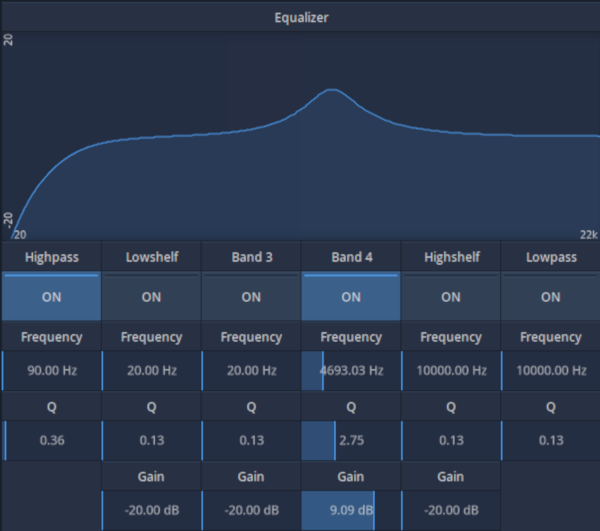 Equalizer
20
-20
20
22k
Highpass Lowshelf Band 3 Band 4 Highshelf Lowpass
ON ON ON ON ON ON
Frequency Frequency Frequency Frequency Frequency Frequency
90.00 Hz 20.00 Hz 20.00 Hz 4693.03 Hz 10000.00 Hz 10000.00 Hz
Q Q Q Q Q Q
0.36 0.13 0.13 2.75 0.13 0.13
Gain Gain Gain Gain
-20.00 dB -20.00 dB 9.09 dB -20.00 dB